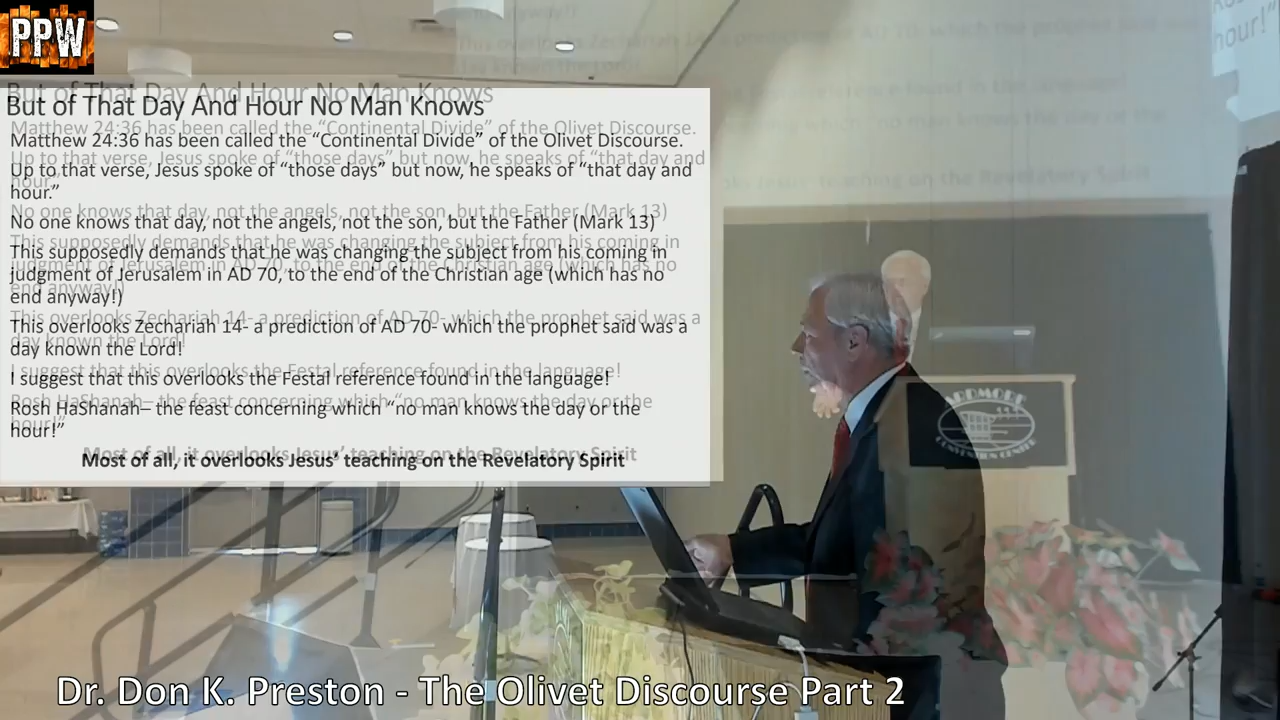 PPW
But of That Day And Hour No Man Knows
Matthew 24:36 has been called the “Continental Divide” of the Olivet Discourse.
Up to that verse, Jesus spoke of “those days” but now, he speaks of “that day and
hour.”
No one knows that day, not the angels, not the son, but the Father (Mark 13)
This supposedly demands that he was changing the subject from his coming in
judgment of Jerusalem in AD 70, to the end of the Christian age (which has no
end anyway!)
This overlooks Zechariah 14- a prediction of AD 70- which the prophet said was a
day known the Lord!
I suggest that this overlooks the Festal reference found in the language!
Rosh HaShanah– the feast concerning which “no man knows the day or the
hour!”
Most of all, it overlooks Jesus’ teaching on the Revelatory Spirit
hour!”
ARDMORE
CONVENTION CENTER
Dr. Don K. Preston - The Olivet Discourse Part 2